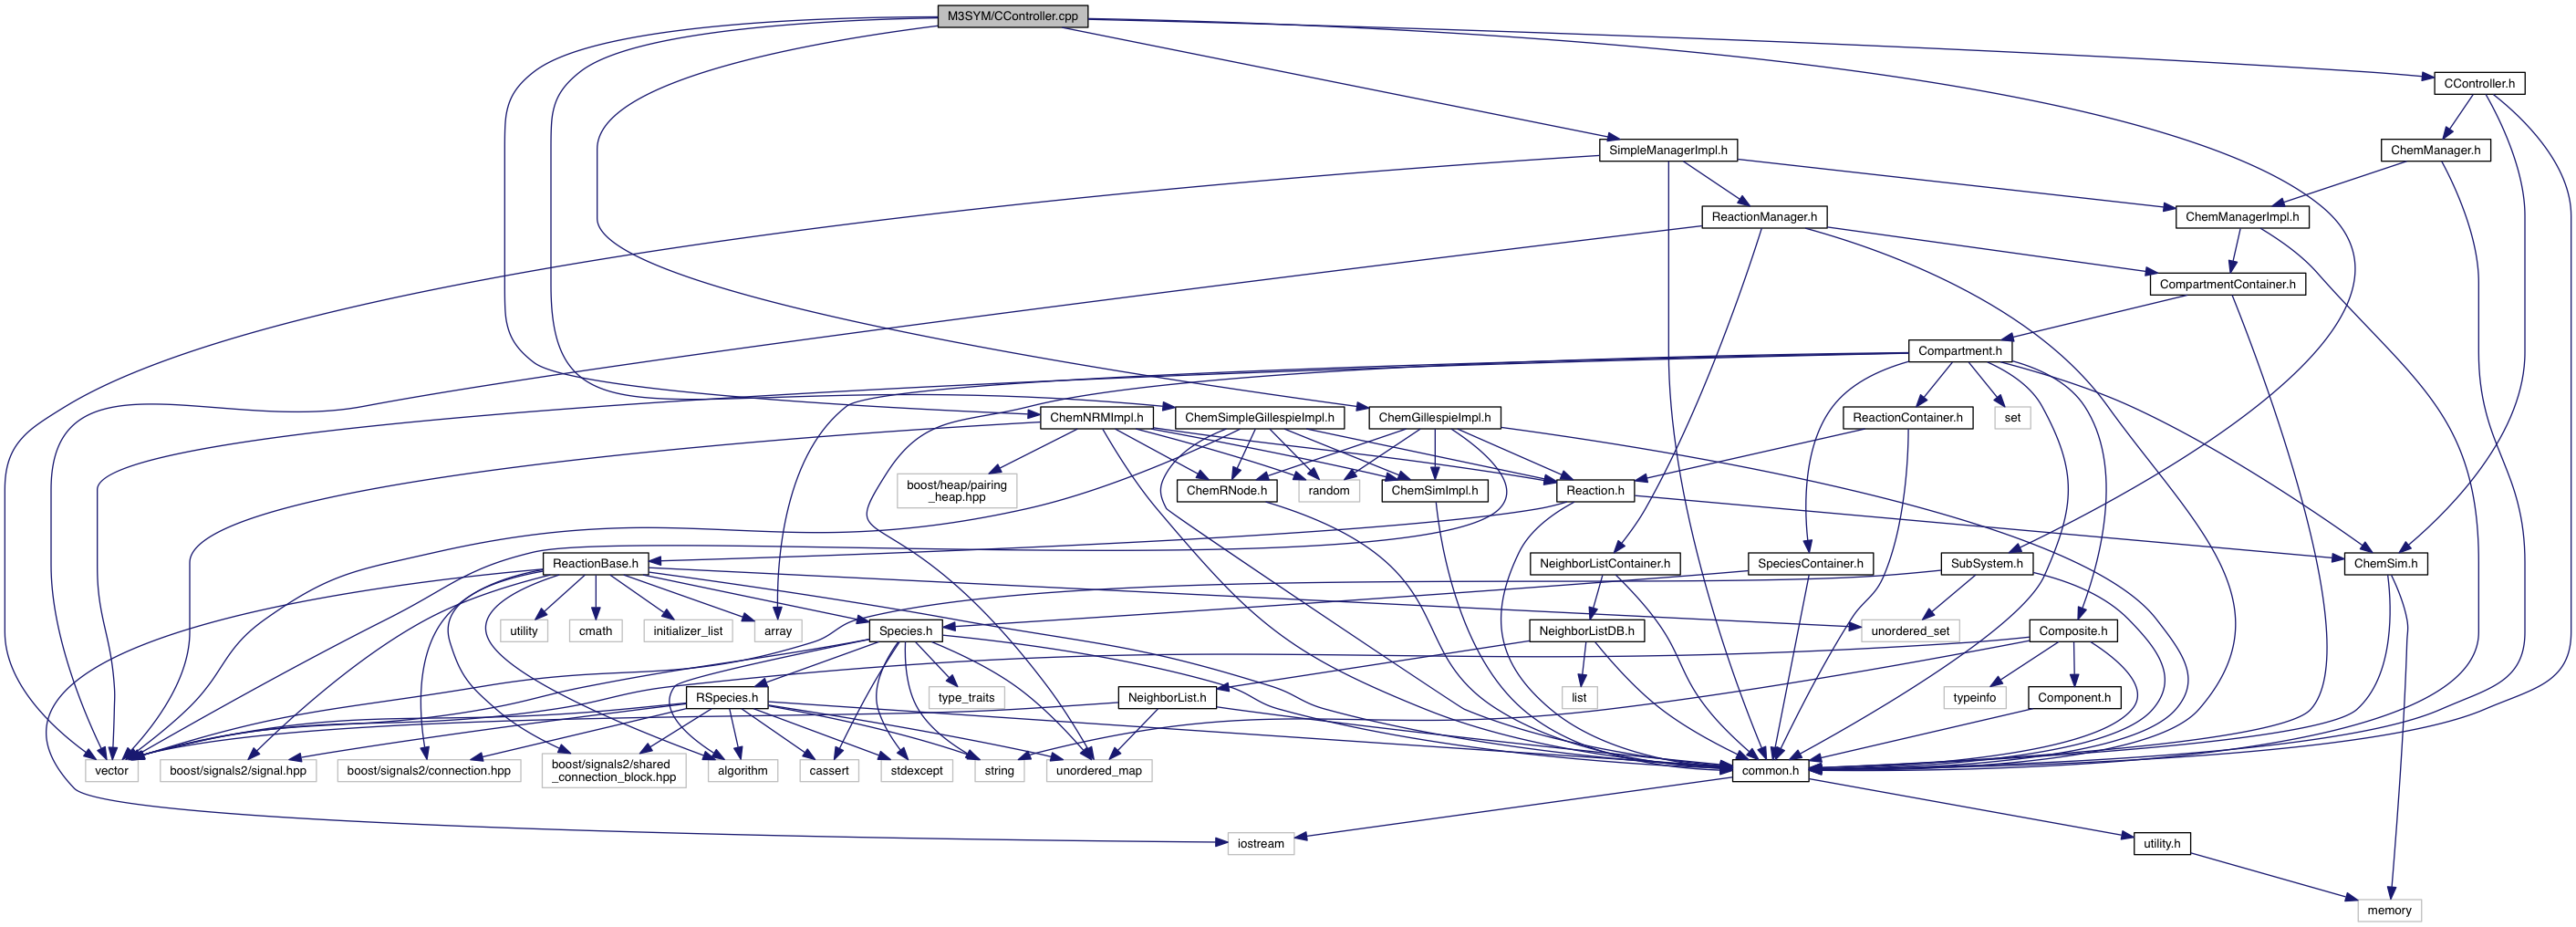 M3SYM/CController.cpp
CController.h
SimpleManagerImpl.h
ChemManager.h
ReactionManager.h
ChemManagerImpl.h
CompartmentContainer.h
Compartment.h
ChemNRMImpl.h
ChemSimpleGillespieImpl.h
ChemGillespieImpl.h
ReactionContainer.h
set
boost/heap/pairing
_heap.hpp
ChemRNode.h
random
ChemSimImpl.h
Reaction.h
ReactionBase.h
NeighborListContainer.h
SpeciesContainer.h
SubSystem.h
ChemSim.h
utility
cmath
initializer_list
array
Species.h
NeighborListDB.h
unordered_set
Composite.h
RSpecies.h
type_traits
NeighborList.h
list
typeinfo
Component.h
vector
boost/signals2/signal.hpp
boost/signals2/connection.hpp
boost/signals2/shared
_connection_block.hpp
algorithm
cassert
stdexcept
string
unordered_map
common.h
iostream
utility.h
memory